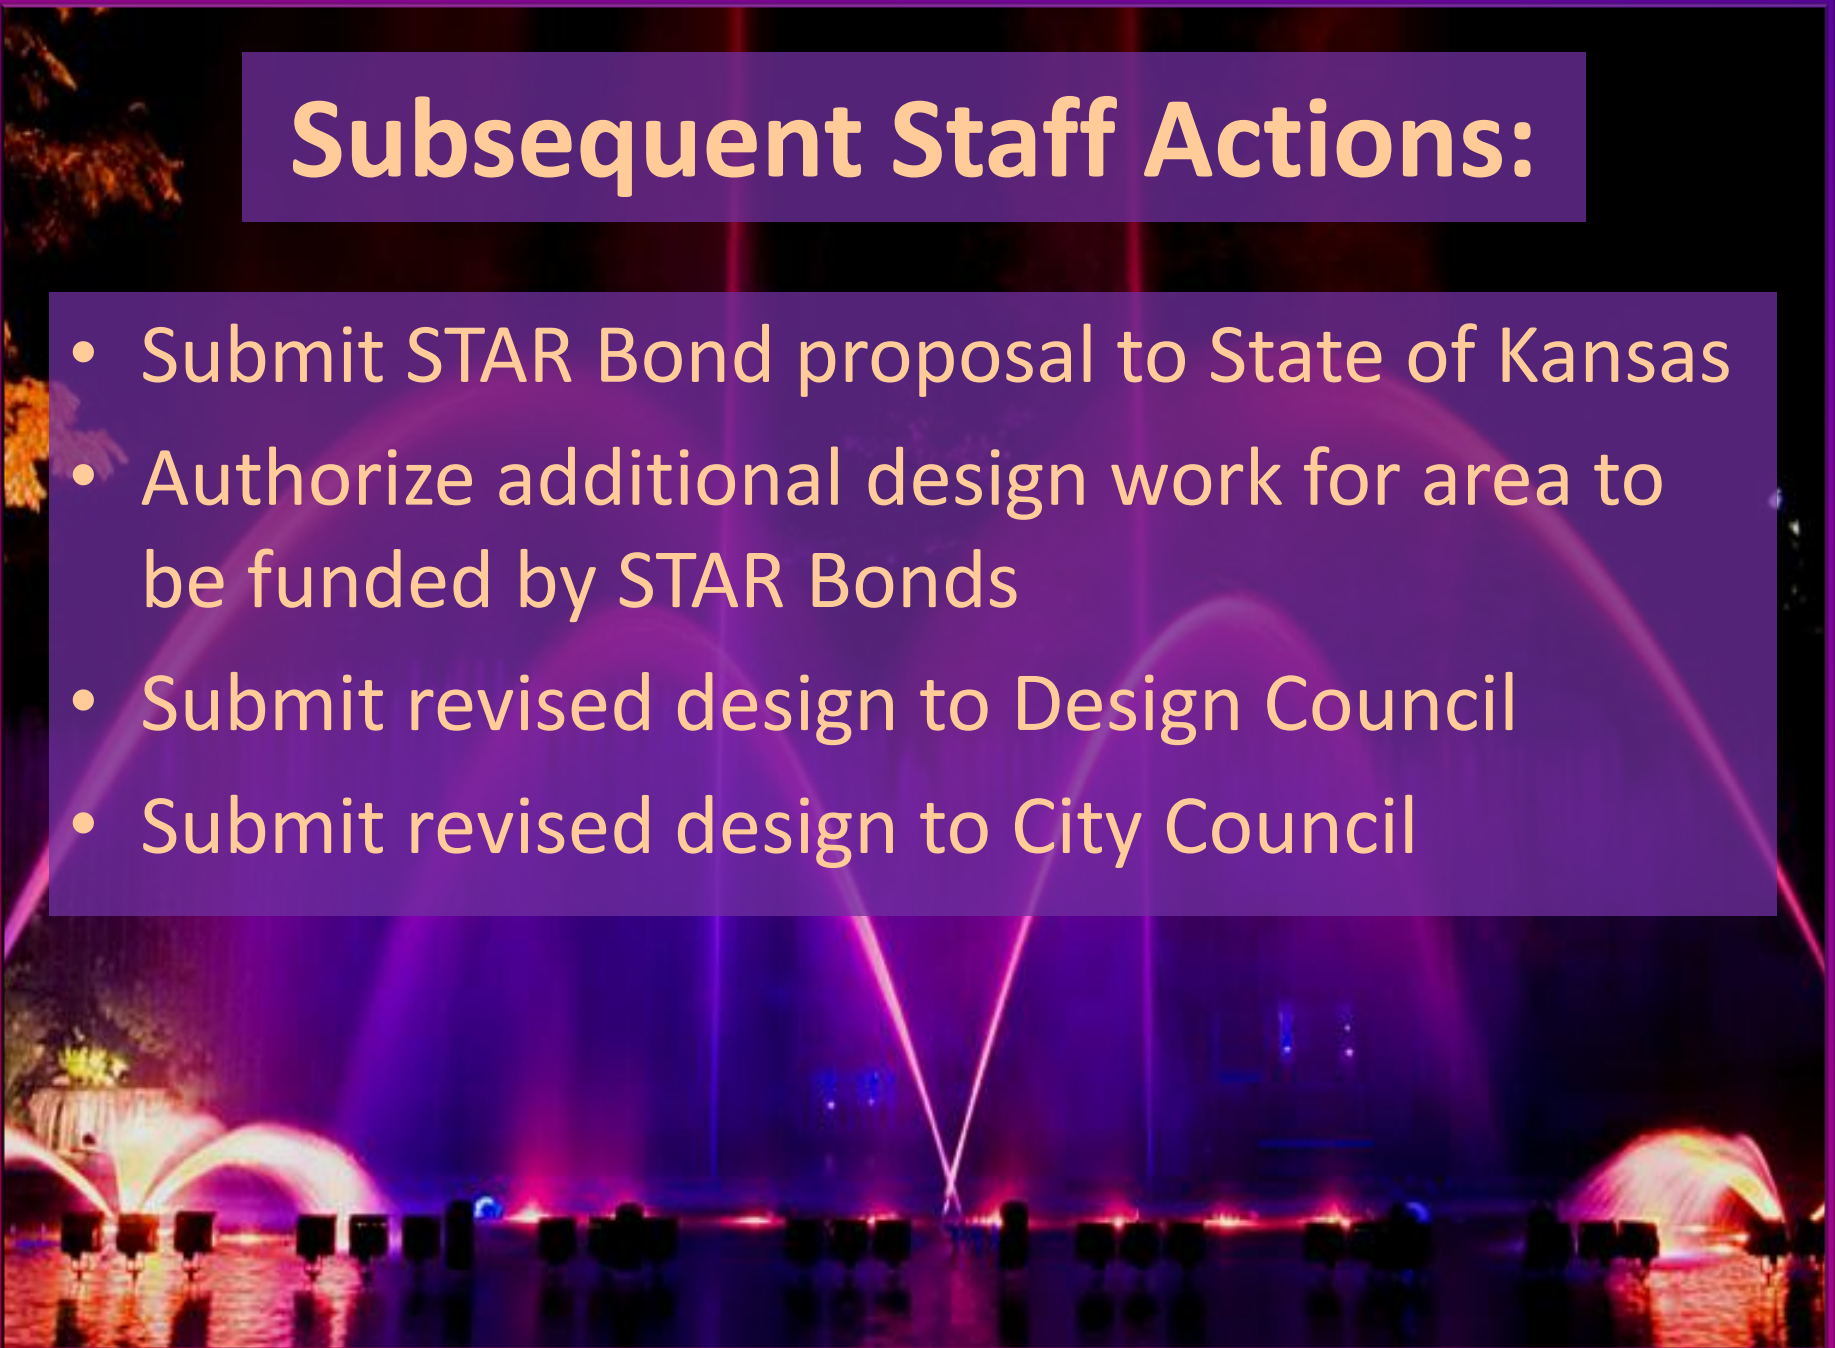 Subsequent Staff Actions:
• Submit STAR Bond proposal to State of Kansas
• Authorize additional design work for area to
be funded by STAR Bonds
• Submit revised design to Design Council
• Submit revised design to City Council